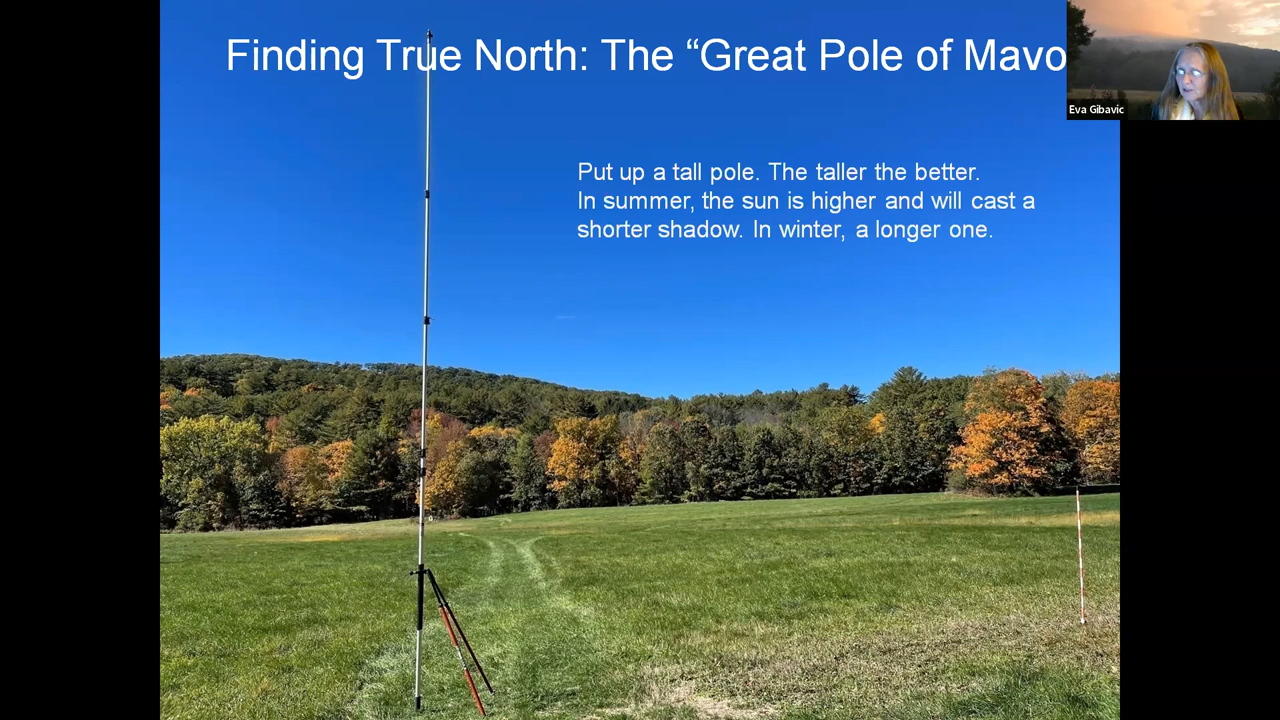 Finding True North: The “Great Pole of Mavo
Eva Gibavic
Put up a tall pole. The taller the better.
In summer, the sun is higher and will cast a
shorter shadow. In winter, a longer one.